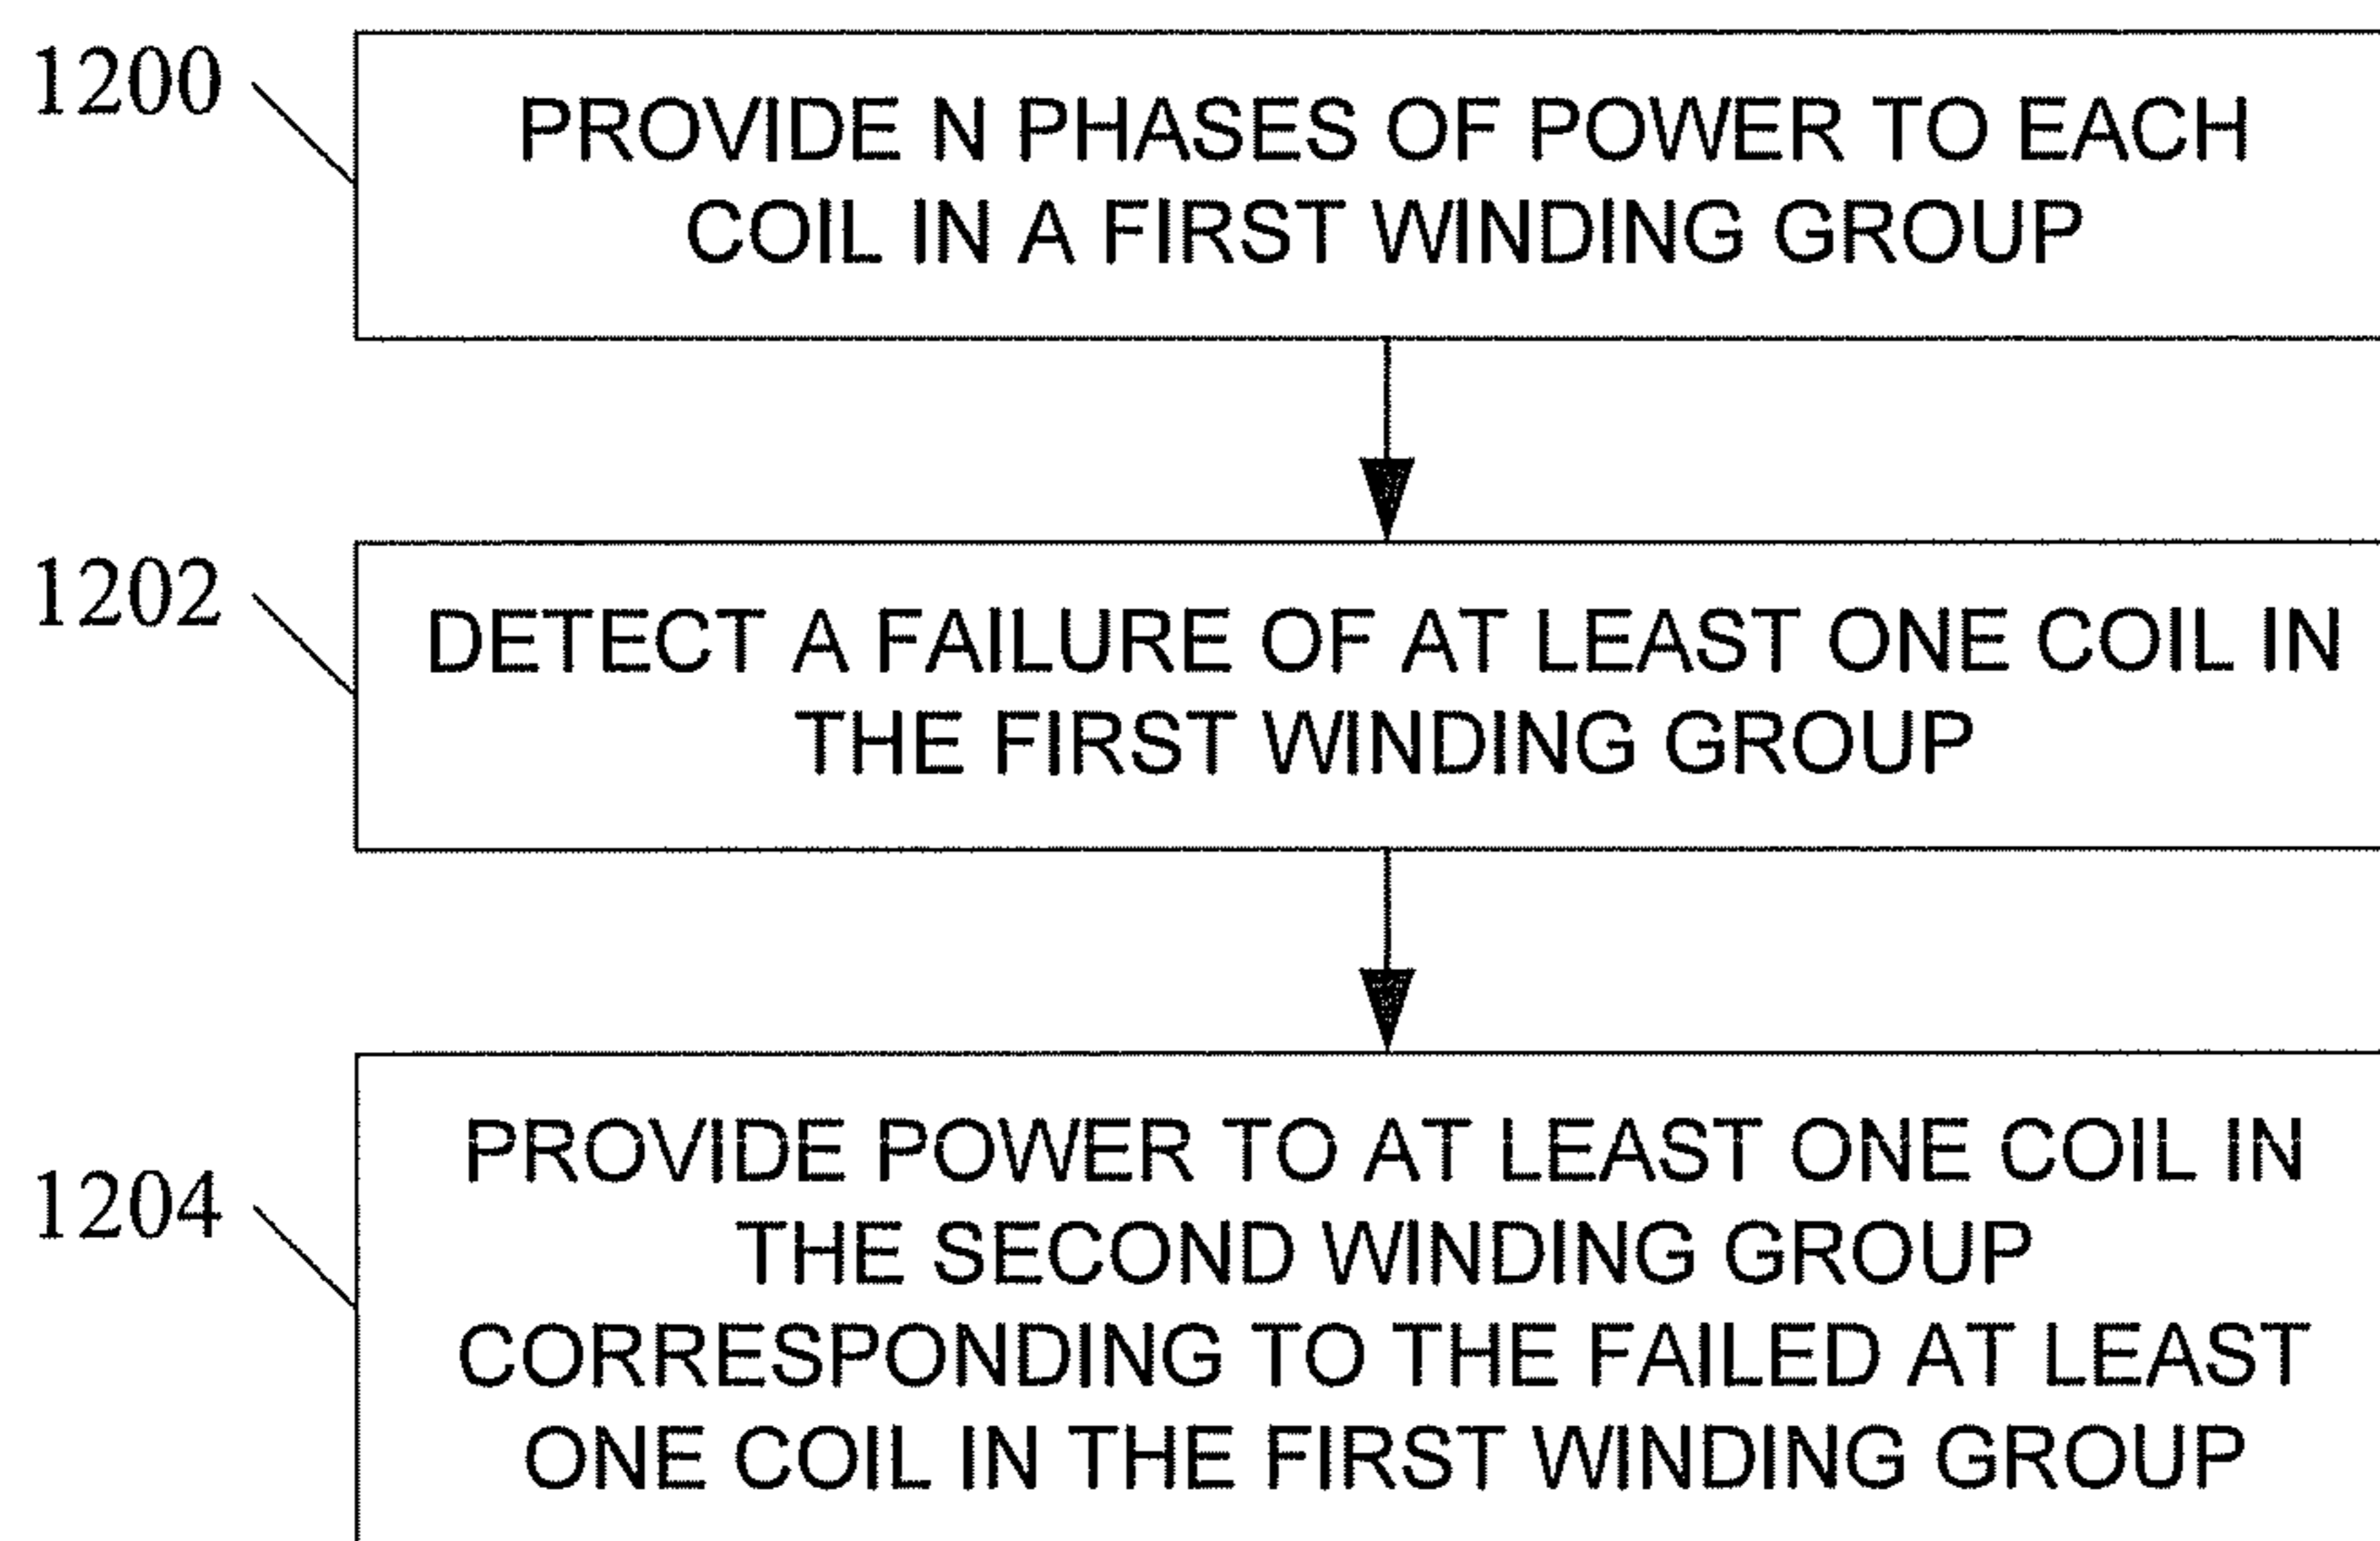 1200
PROVIDE N PHASES OF POWER TO EACH
COIL IN A FIRST WINDING GROUP
1202
DETECT A FAILURE OF AT LEAST ONE COIL IN
THE FIRST WINDING GROUP
1204
PROVIDE POWER TO AT LEAST ONE COIL IN
THE SECOND WINDING GROUP
CORRESPONDING TO THE FAILED AT LEAST
ONE COIL IN THE FIRST WINDING GROUP